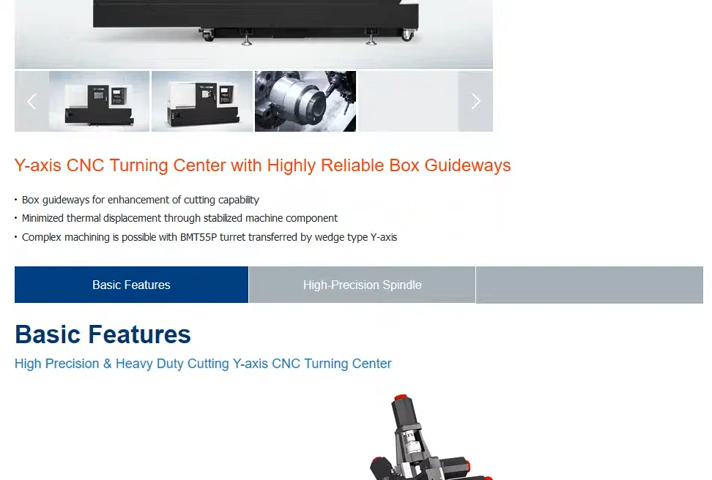 Y-axis CNC Turning Center with Highly Reliable Box Guideways
• Box guideways for enhancement of cutting capability
• Minimized thermal displacement through stabilized machine component
• Complex machining is possible with BMT55P turret transferred by wedge type Y-axis
Basic Features
High-Precision Spindle
Basic Features
High Precision & Heavy Duty Cutting Y-axis CNC Turning Center